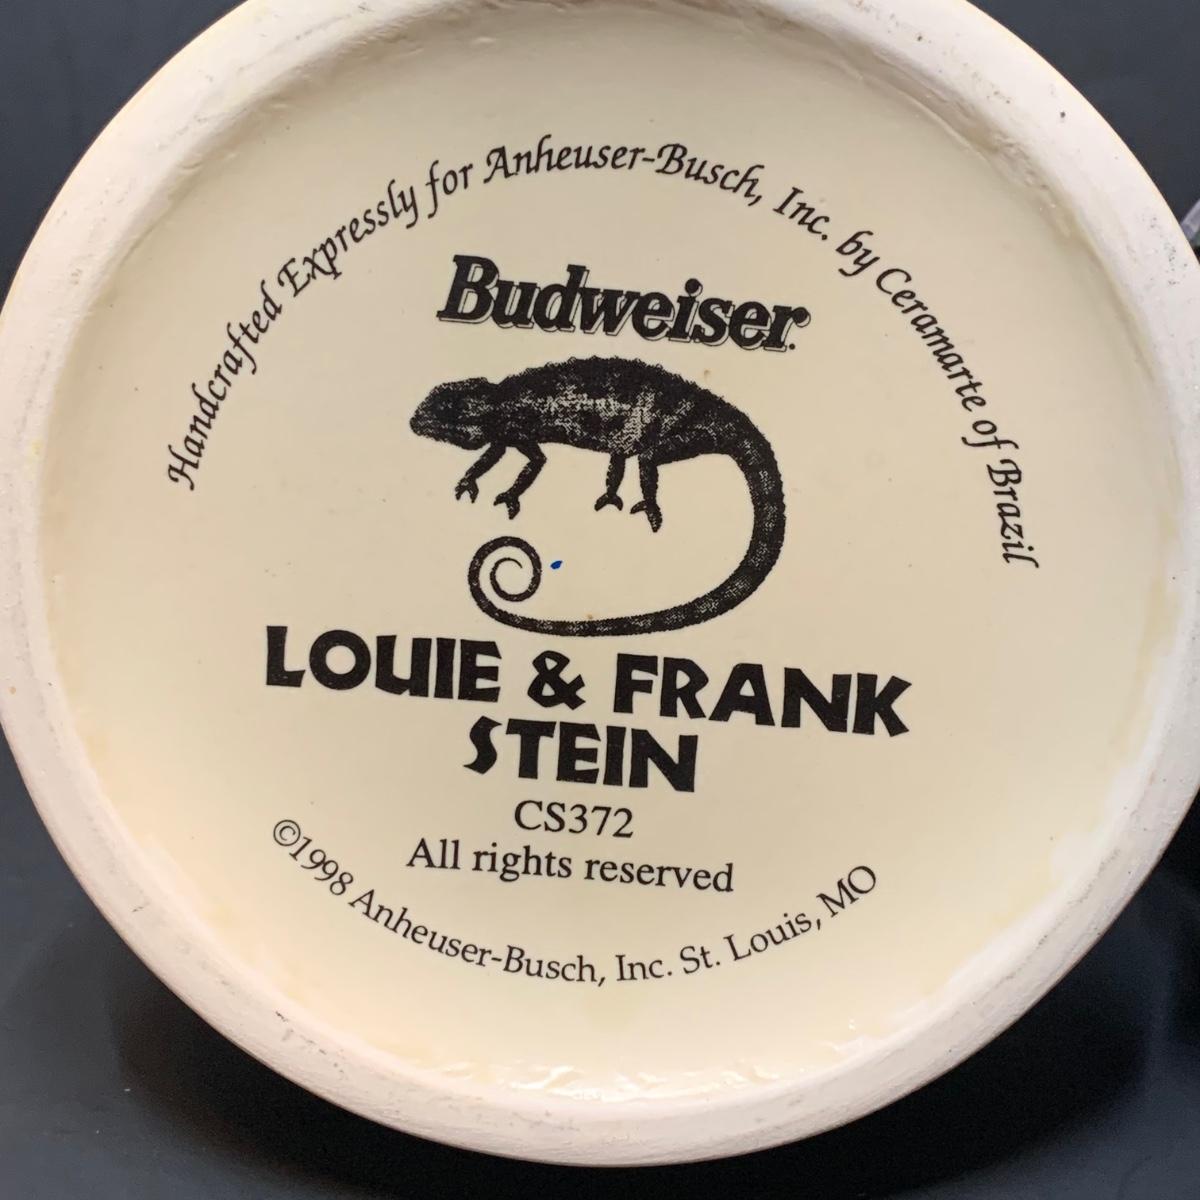 Handcrafted Expressly for Anheuser-Busch, Inc. by Ceramarte of Brazil
Budweiser
LOUIE & FRANK
STEIN
CS372
All rights reserved
©1998 Anheuser-Busch, Inc. St. Louis, MO